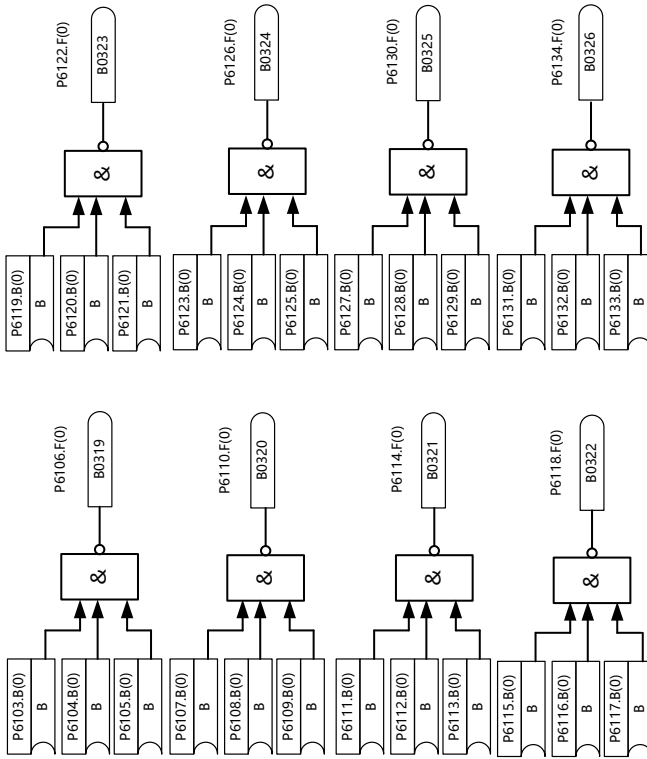 P6103.B(0)
B
P6104.B(0)
B
P6105.B(0)
B
&
P6106.F(0)
B0319
P6107.B(0)
B
P6108.B(0)
B
P6109.B(0)
B
&
P6110.F(0)
B0320
P6111.B(0)
B
P6112.B(0)
B
P6113.B(0)
B
&
P6114.F(0)
B0321
P6115.B(0)
B
P6116.B(0)
B
P6117.B(0)
B
&
P6118.F(0)
B0322
P6119.B(0)
B
P6120.B(0)
B
P6121.B(0)
B
&
P6122.F(0)
B0323
P6123.B(0)
B
P6124.B(0)
B
P6125.B(0)
B
&
P6126.F(0)
B0324
P6127.B(0)
B
P6128.B(0)
B
P6129.B(0)
B
&
P6130.F(0)
B0325
P6131.B(0)
B
P6132.B(0)
B
P6133.B(0)
B
&
P6134.F(0)
B0326